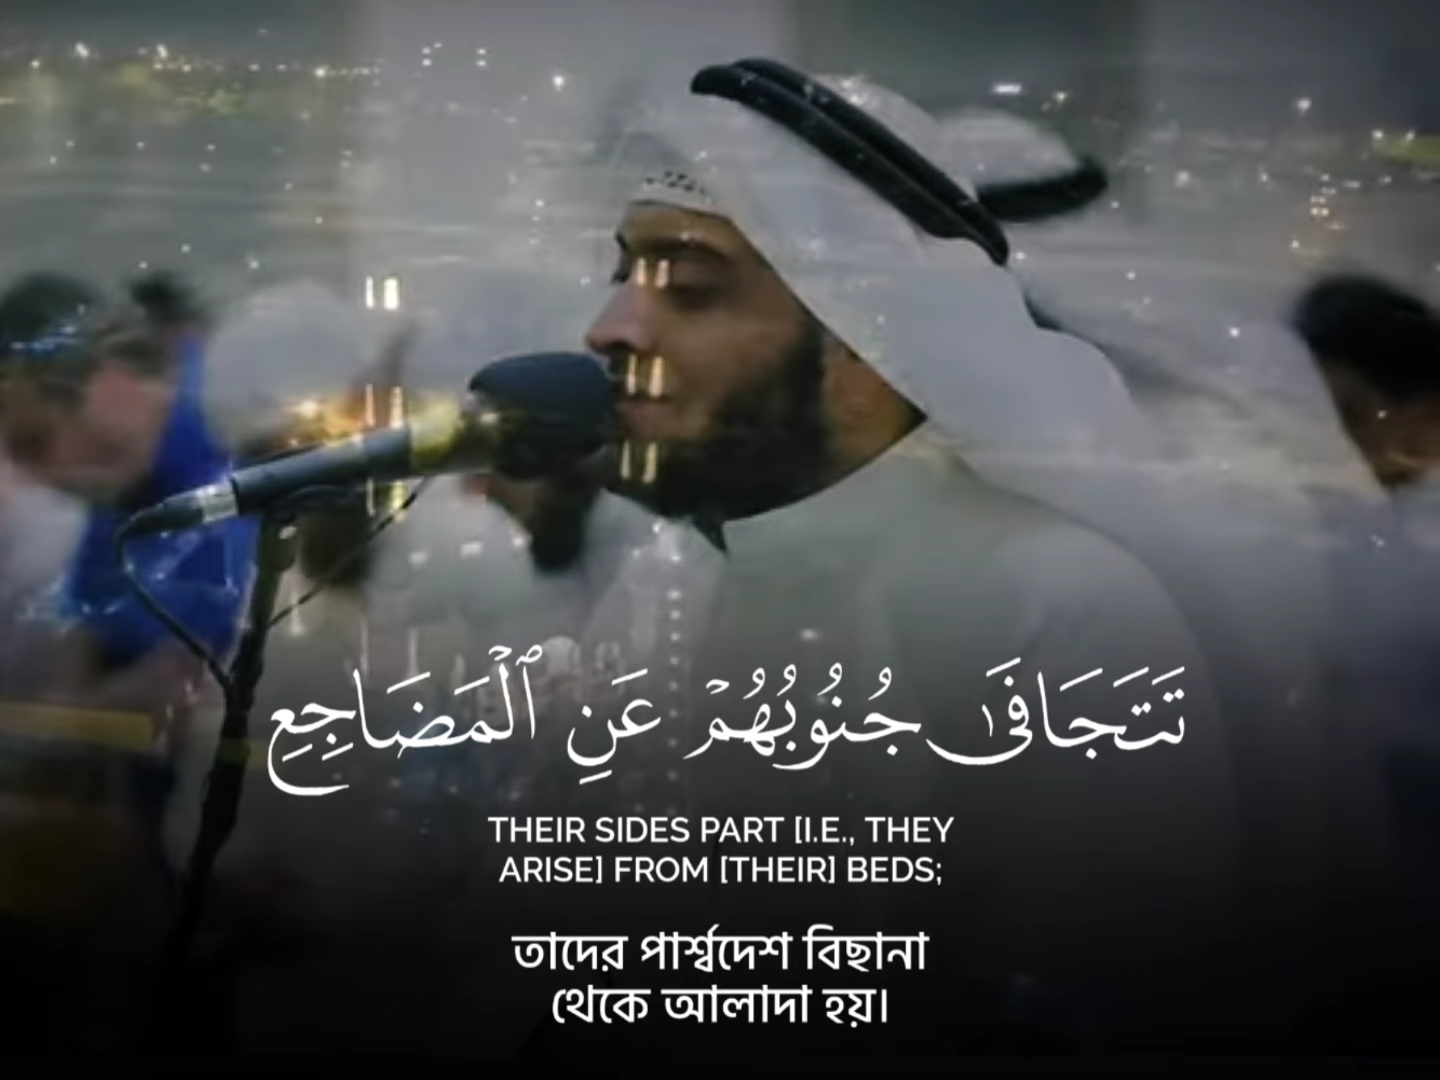 تَتَجَافَىٰ جُنُوبُهُمْ عَنِ ٱلْمَضَاجِعِ
THEIR SIDES PART [I.E., THEY
ARISE] FROM [THEIR] BEDS;
তাদের পার্শ্বদেশ বিছানা
থেকে আলাদা হয়।